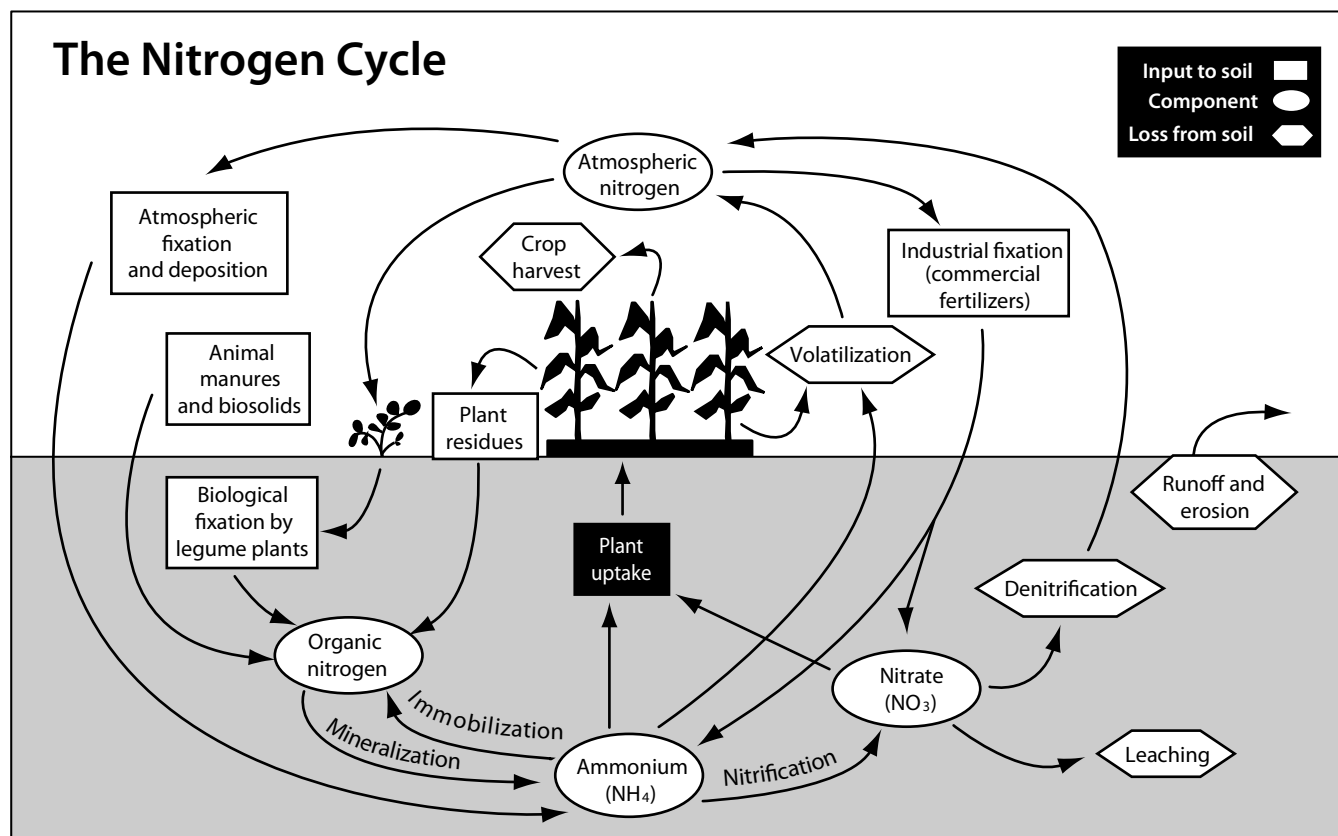 The Nitrogen Cycle
Input to soil
Component
Loss from soil
Atmospheric
nitrogen
Atmospheric
fixation
and deposition
Crop
harvest
Industrial fixation
(commercial
fertilizers)
Animal
manures
and biosolids
Volatilization
Plant
residues
Biological
fixation by
legume plants
Runoff and
erosion
Plant
uptake
Denitrification
Organic
nitrogen
Nitrate
(NO₃)
Immobilization
Mineralization
Ammonium
(NH₄)
Nitrification
Leaching